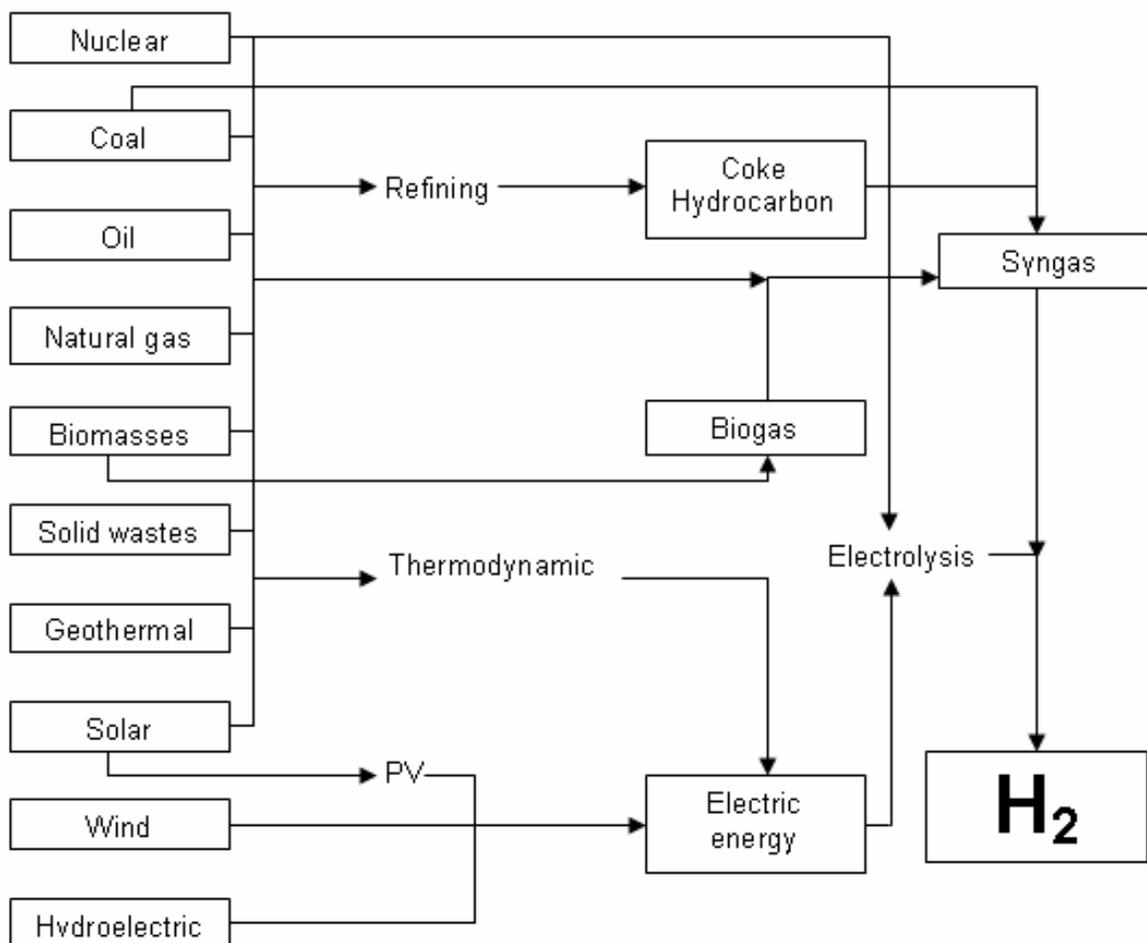 Nuclear
Coal
Oil
Natural gas
Biomasses
Solid wastes
Geothermal
Solar
Wind
Hydroelectric
Refining
Thermodynamic
PV
Coke
Hydrocarbon
Biogas
Electric
energy
Electrolysis
Syngas
H₂